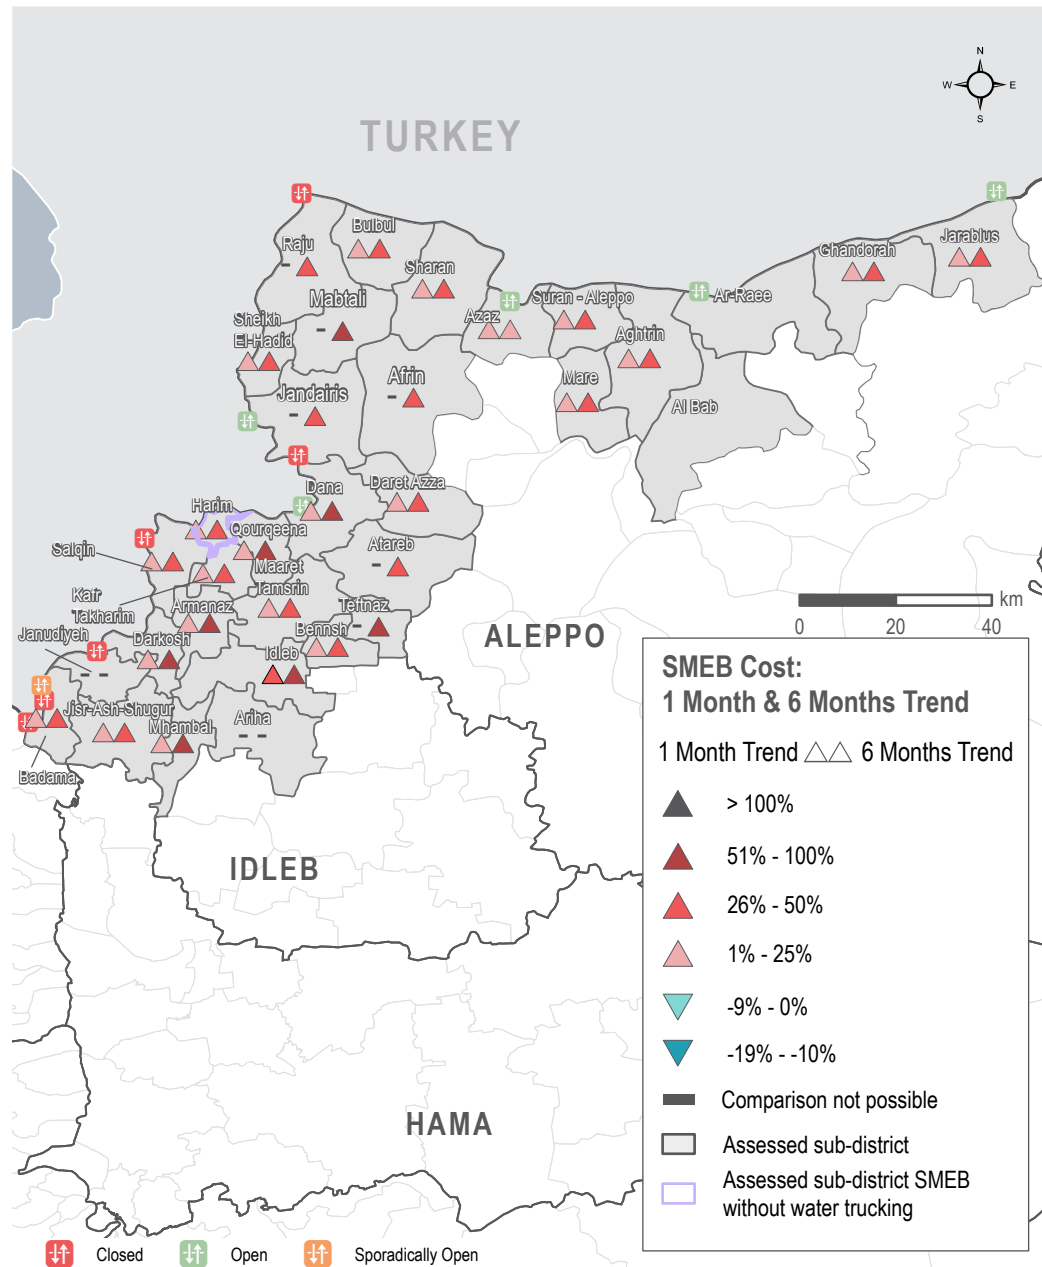 N
W E
S
TURKEY
Raju
Bulbul
Sharan
Mabtali
Sheikh
El-Hadid
Jandairis
Afrin
Azaz
Suran - Aleppo
Aghtrin
Mare
Ar-Raee
Al Bab
Ghandorah
Jarablus
Dana
Daret Azza
Harim
Qourqeena
Salqin
Atareb
Maaret
Tamsrin
Kafr
Takharim
Armanaz
Teftnaz
Janudiyeh
Darkosh
Bennsh
Idleb
Jisr-Ash-Shugur
Mhambal
Ariha
Badama
ALEPPO
IDLEB
HAMA
km
0 20 40
SMEB Cost:
1 Month & 6 Months Trend
1 Month Trend 6 Months Trend
> 100%
51% - 100%
26% - 50%
1% - 25%
-9% - 0%
-19% - -10%
Comparison not possible
Assessed sub-district
Assessed sub-district SMEB
without water trucking
Closed Open Sporadically Open